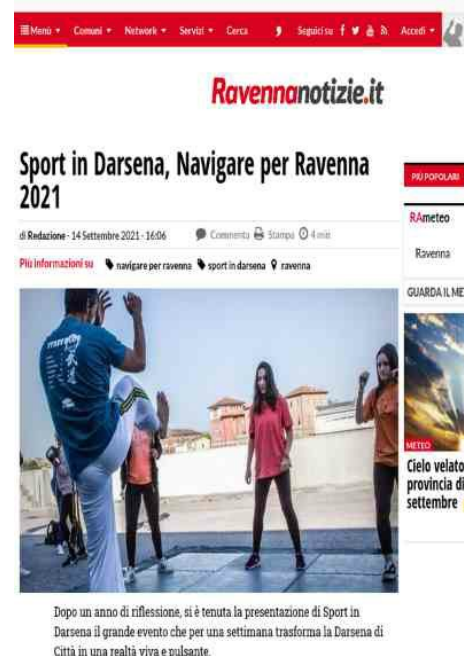 Menù Comuni Network Servizi Cerca Seguici su Accedi
Ravennanotizie.it
Sport in Darsena, Navigare per Ravenna
2021
di Redazione - 14 Settembre 2021 - 16:06 Commenta Stampa 4 min
Più informazioni su navigare per ravenna sport in darsena ravenna
PIÙ POPOLARI
RAmeteo
Ravenna
GUARDA IL ME
METEO
Cielo velato
provincia di
settembre
Dopo un anno di riflessione, si è tenuta la presentazione di Sport in
Darsena il grande evento che per una settimana trasforma la Darsena di
Città in una realtà viva e pulsante.